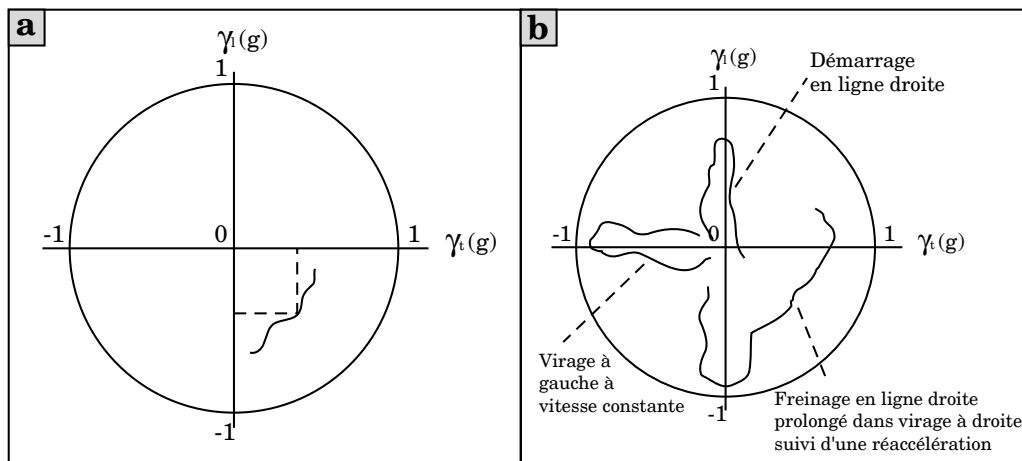 a
γl(g)
1
-1
0
1
γt(g)
-1
b
γl(g)
1
Démarrage
en ligne droite
-1
0
1
γt(g)
Virage à
gauche à
vitesse constante
-1
Freinage en ligne droite
prolongé dans virage à droite
suivi d'une réaccélération